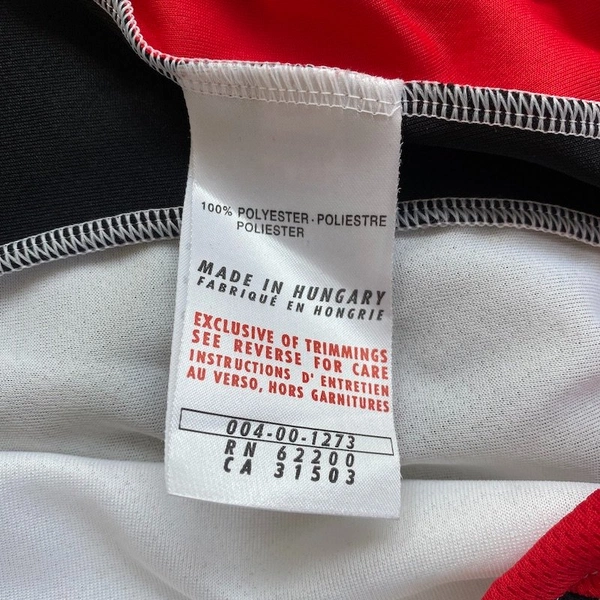 100% POLYESTER·POLIESTRE
POLIESTER
MADE IN HUNGARY
FABRIQUÉ EN HONGRIE
EXCLUSIVE OF TRIMMINGS
SEE REVERSE FOR CARE
INSTRUCTIONS D'ENTRETIEN
AU VERSO, HORS GARNITURES
004-00-1273
RN 62200
CA 31503